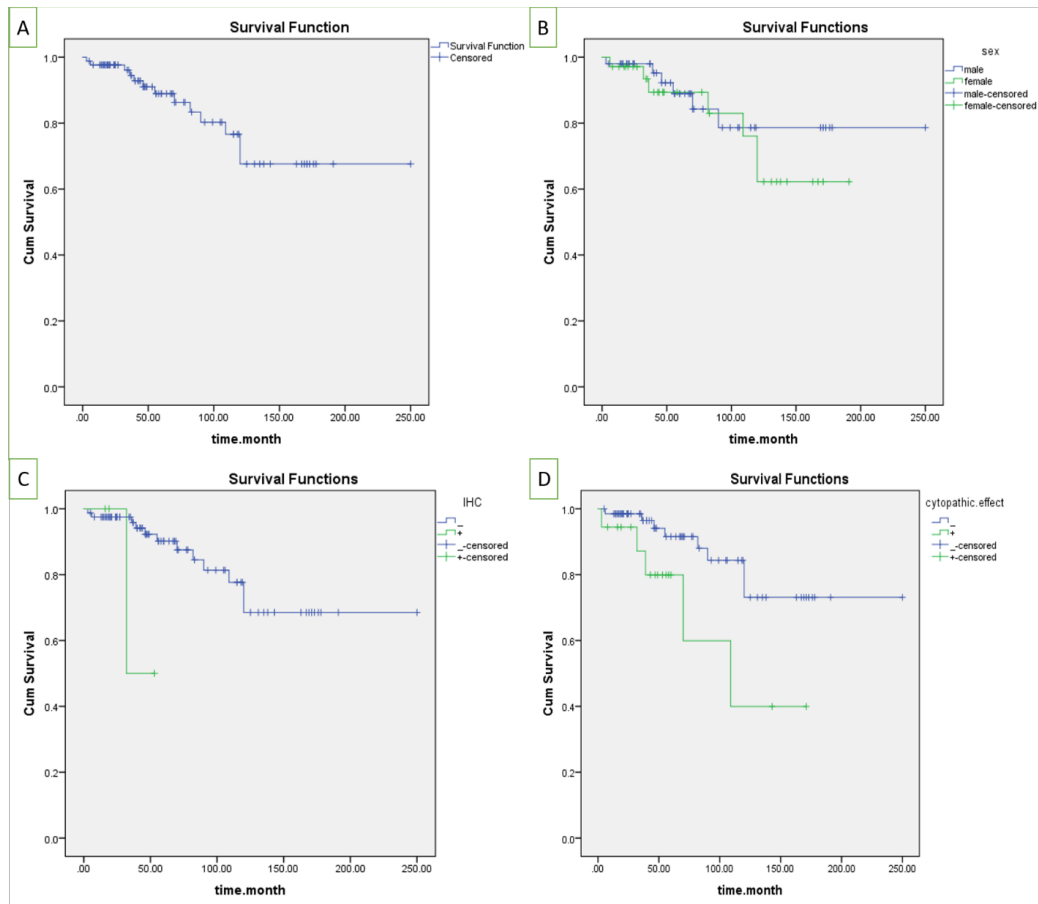 A
Survival Function
Survival Function
Censored
1.0
0.8
0.6
0.4
0.2
0.0
Cum Survival
.00 50.00 100.00 150.00 200.00 250.00
time.month
B
Survival Functions
sex
male
female
male-censored
female-censored
1.0
0.8
0.6
0.4
0.2
0.0
Cum Survival
.00 50.00 100.00 150.00 200.00 250.00
time.month
C
Survival Functions
IHC
_
+
_-censored
+-censored
1.0
0.8
0.6
0.4
0.2
0.0
Cum Survival
.00 50.00 100.00 150.00 200.00 250.00
time.month
D
Survival Functions
cytopathic.effect
_
+
_-censored
+-censored
1.0
0.8
0.6
0.4
0.2
0.0
Cum Survival
.00 50.00 100.00 150.00 200.00 250.00
time.month